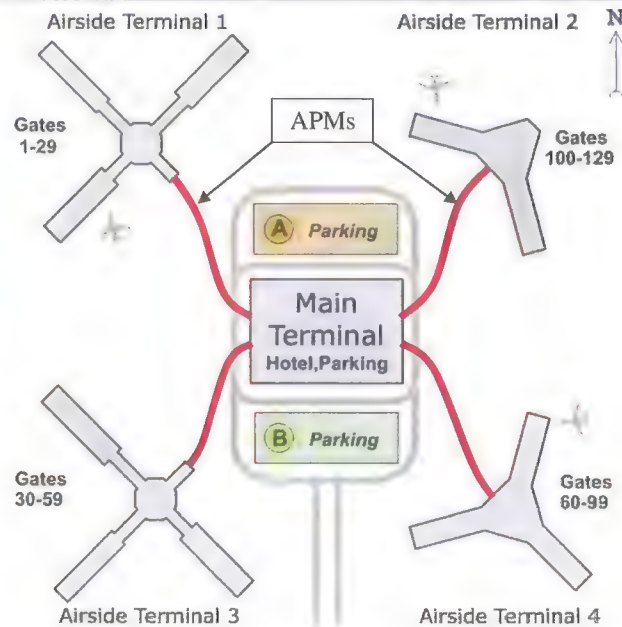 Airside Terminal 1
Airside Terminal 2
N
APMs
Gates
1-29
Gates
100-129
A Parking
Main
Terminal
Hotel,Parking
B Parking
Gates
30-59
Gates
60-99
Airside Terminal 3
Airside Terminal 4